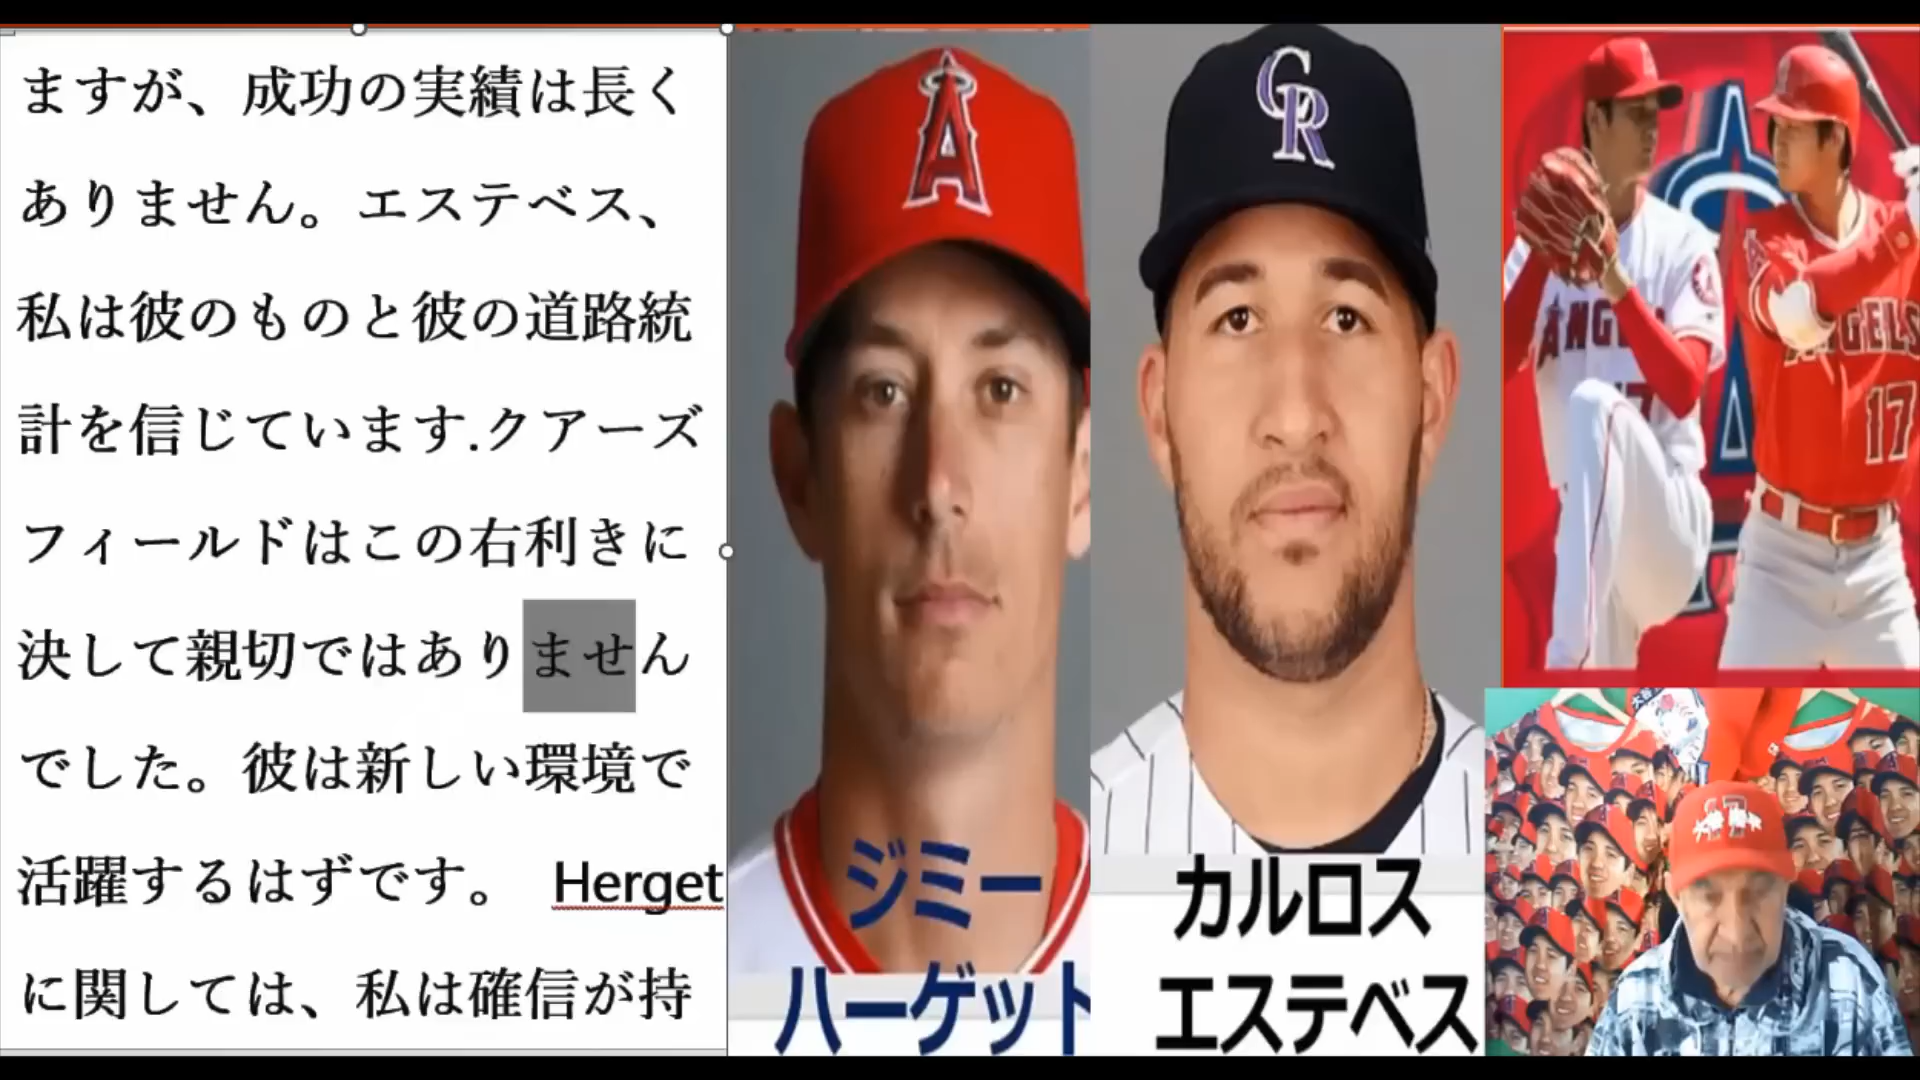 ますが、成功の実績は長く
ありません。エステベス、
私は彼のものと彼の道路統
計を信じています.クアーズ
フィールドはこの右利きに
決して親切ではありません
でした。彼は新しい環境で
活躍するはずです。 Herget
に関しては、私は確信が持
A
ジミー
ハーゲット
CR
カルロス
エステベス
ANG
ANGELS
17